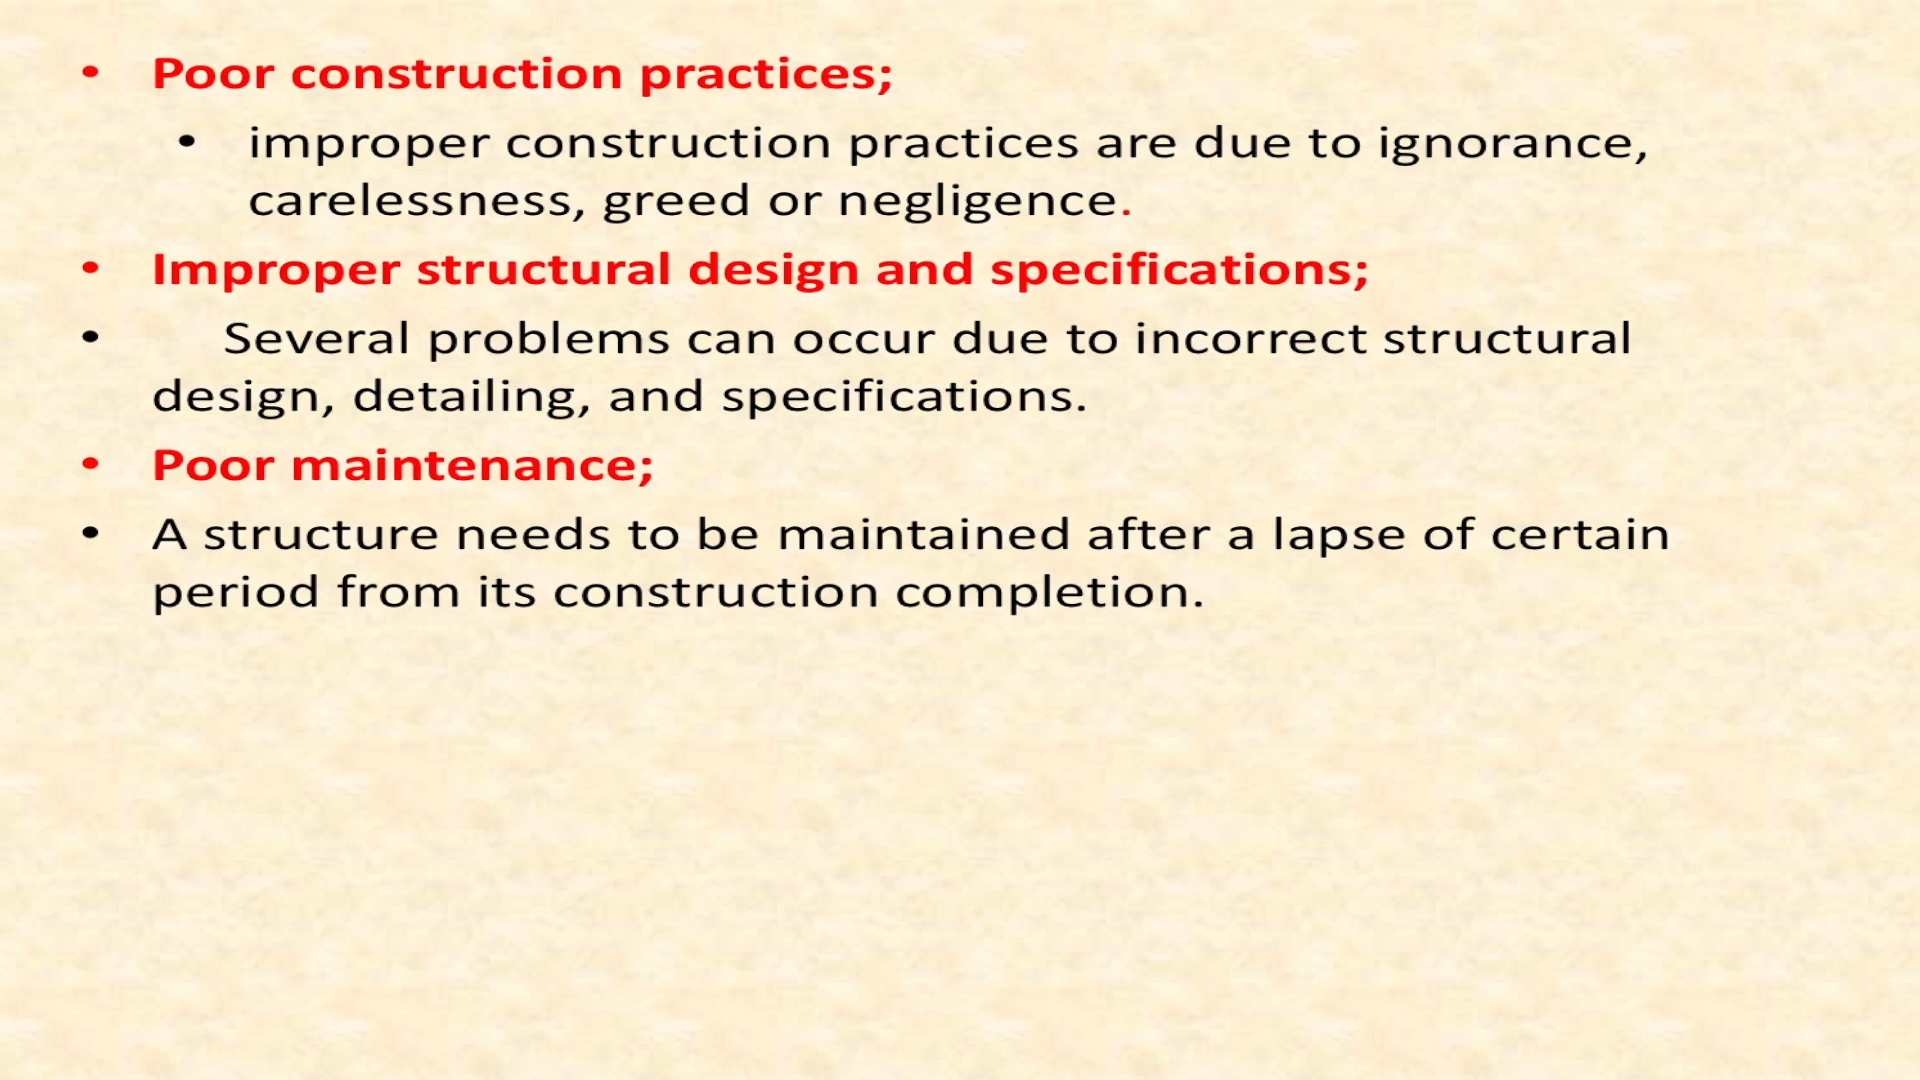 • Poor construction practices;
• improper construction practices are due to ignorance,
carelessness, greed or negligence.
• Improper structural design and specifications;
• Several problems can occur due to incorrect structural
design, detailing, and specifications.
• Poor maintenance;
• A structure needs to be maintained after a lapse of certain
period from its construction completion.